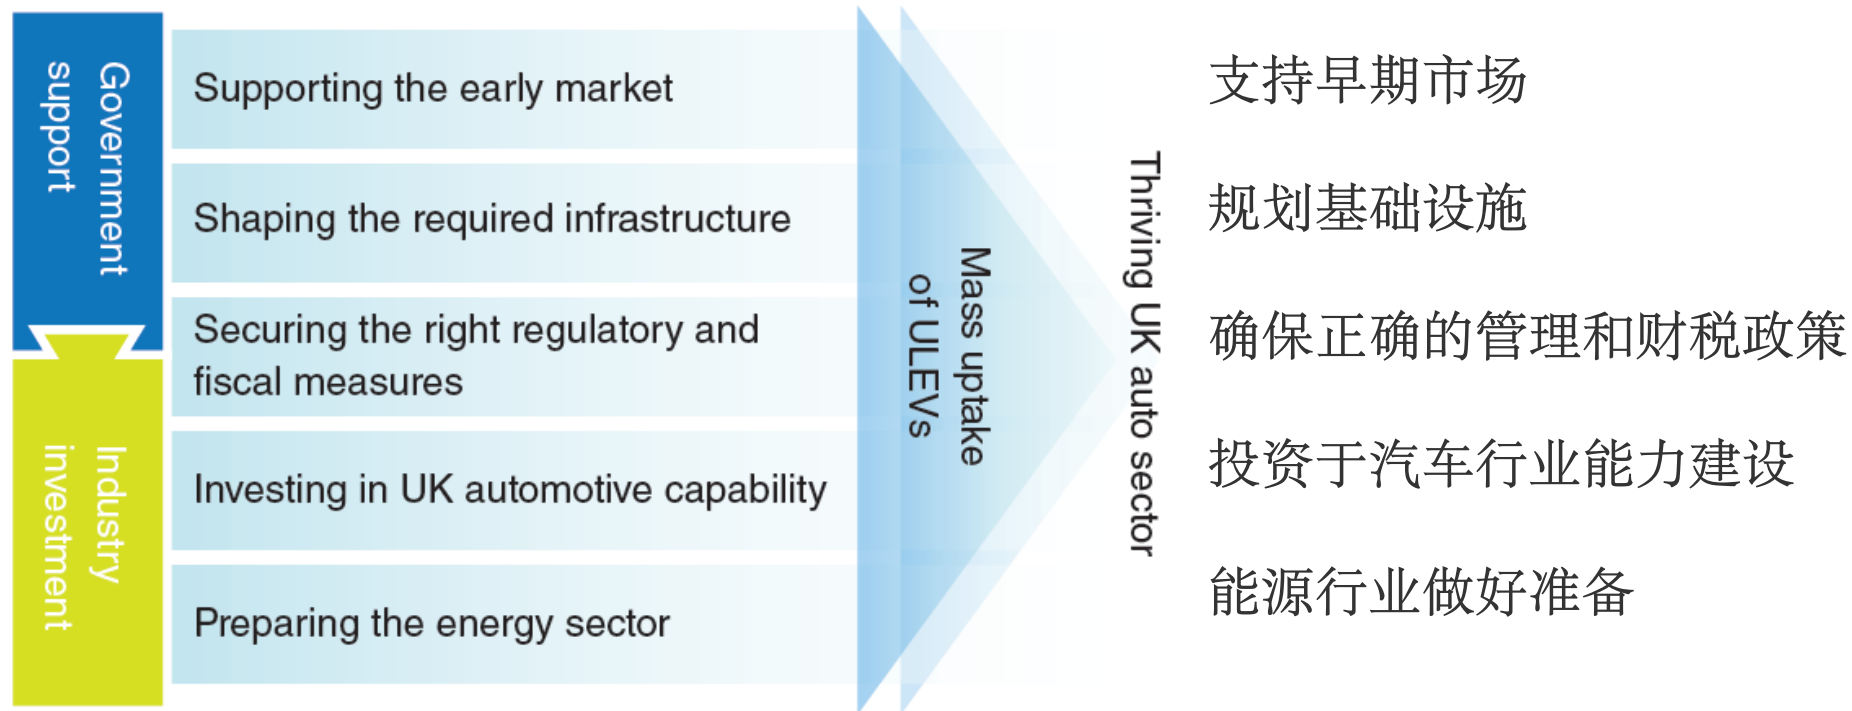 Government
support
Industry
investment
Supporting the early market
Shaping the required infrastructure
Securing the right regulatory and
fiscal measures
Investing in UK automotive capability
Preparing the energy sector
Mass uptake
of ULEVs
Thriving UK auto sector
支持早期市场
规划基础设施
确保正确的管理和财税政策
投资于汽车行业能力建设
能源行业做好准备